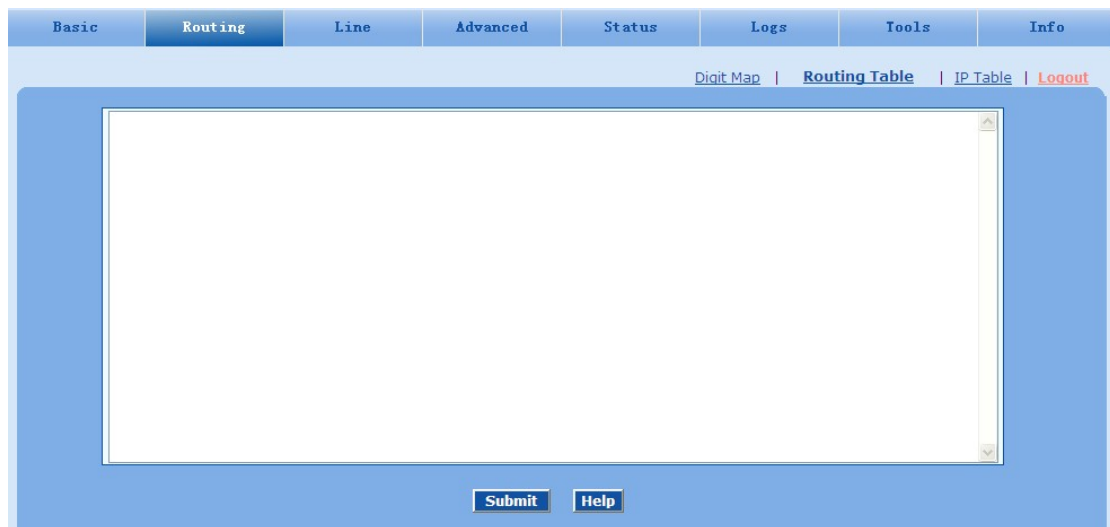 Basic Routing Line Advanced Status Logs Tools Info
Digit Map | Routing Table | IP Table | Logout
Submit Help